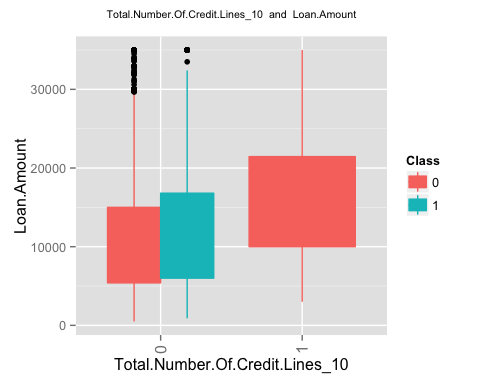 Total.Number.Of.Credit.Lines_10 and Loan.Amount
Loan.Amount
30000
20000
10000
0
0
1
Total.Number.Of.Credit.Lines_10
Class
0
1